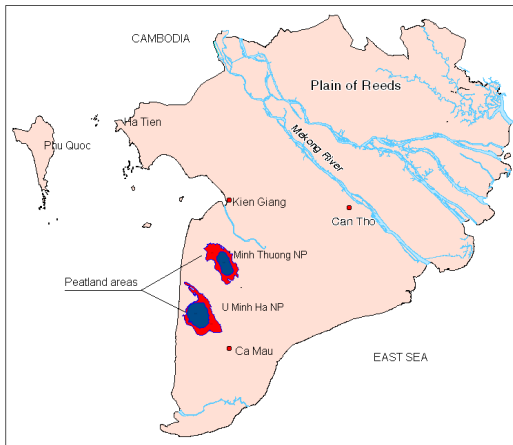 CAMBODIA
Plain of Reeds
Ha Tien
Phu Quoc
Mekong River
Kien Giang
Can Tho
Minh Thuong NP
Peatland areas
U Minh Ha NP
Ca Mau
EAST SEA